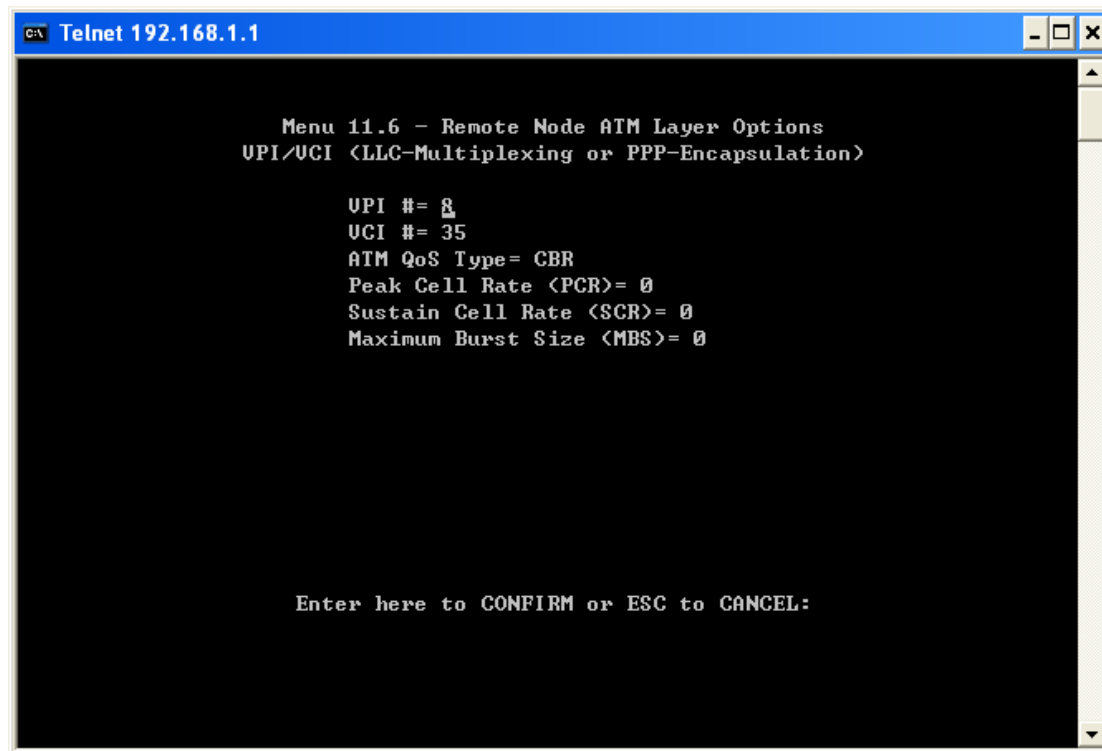 Telnet 192.168.1.1
Menu 11.6 - Remote Node ATM Layer Options
VPI/VCI (LLC-Multiplexing or PPP-Encapsulation)
VPI #= 8
VCI #= 35
ATM QoS Type= CBR
Peak Cell Rate (PCR)= 0
Sustain Cell Rate (SCR)= 0
Maximum Burst Size (MBS)= 0
Enter here to CONFIRM or ESC to CANCEL: